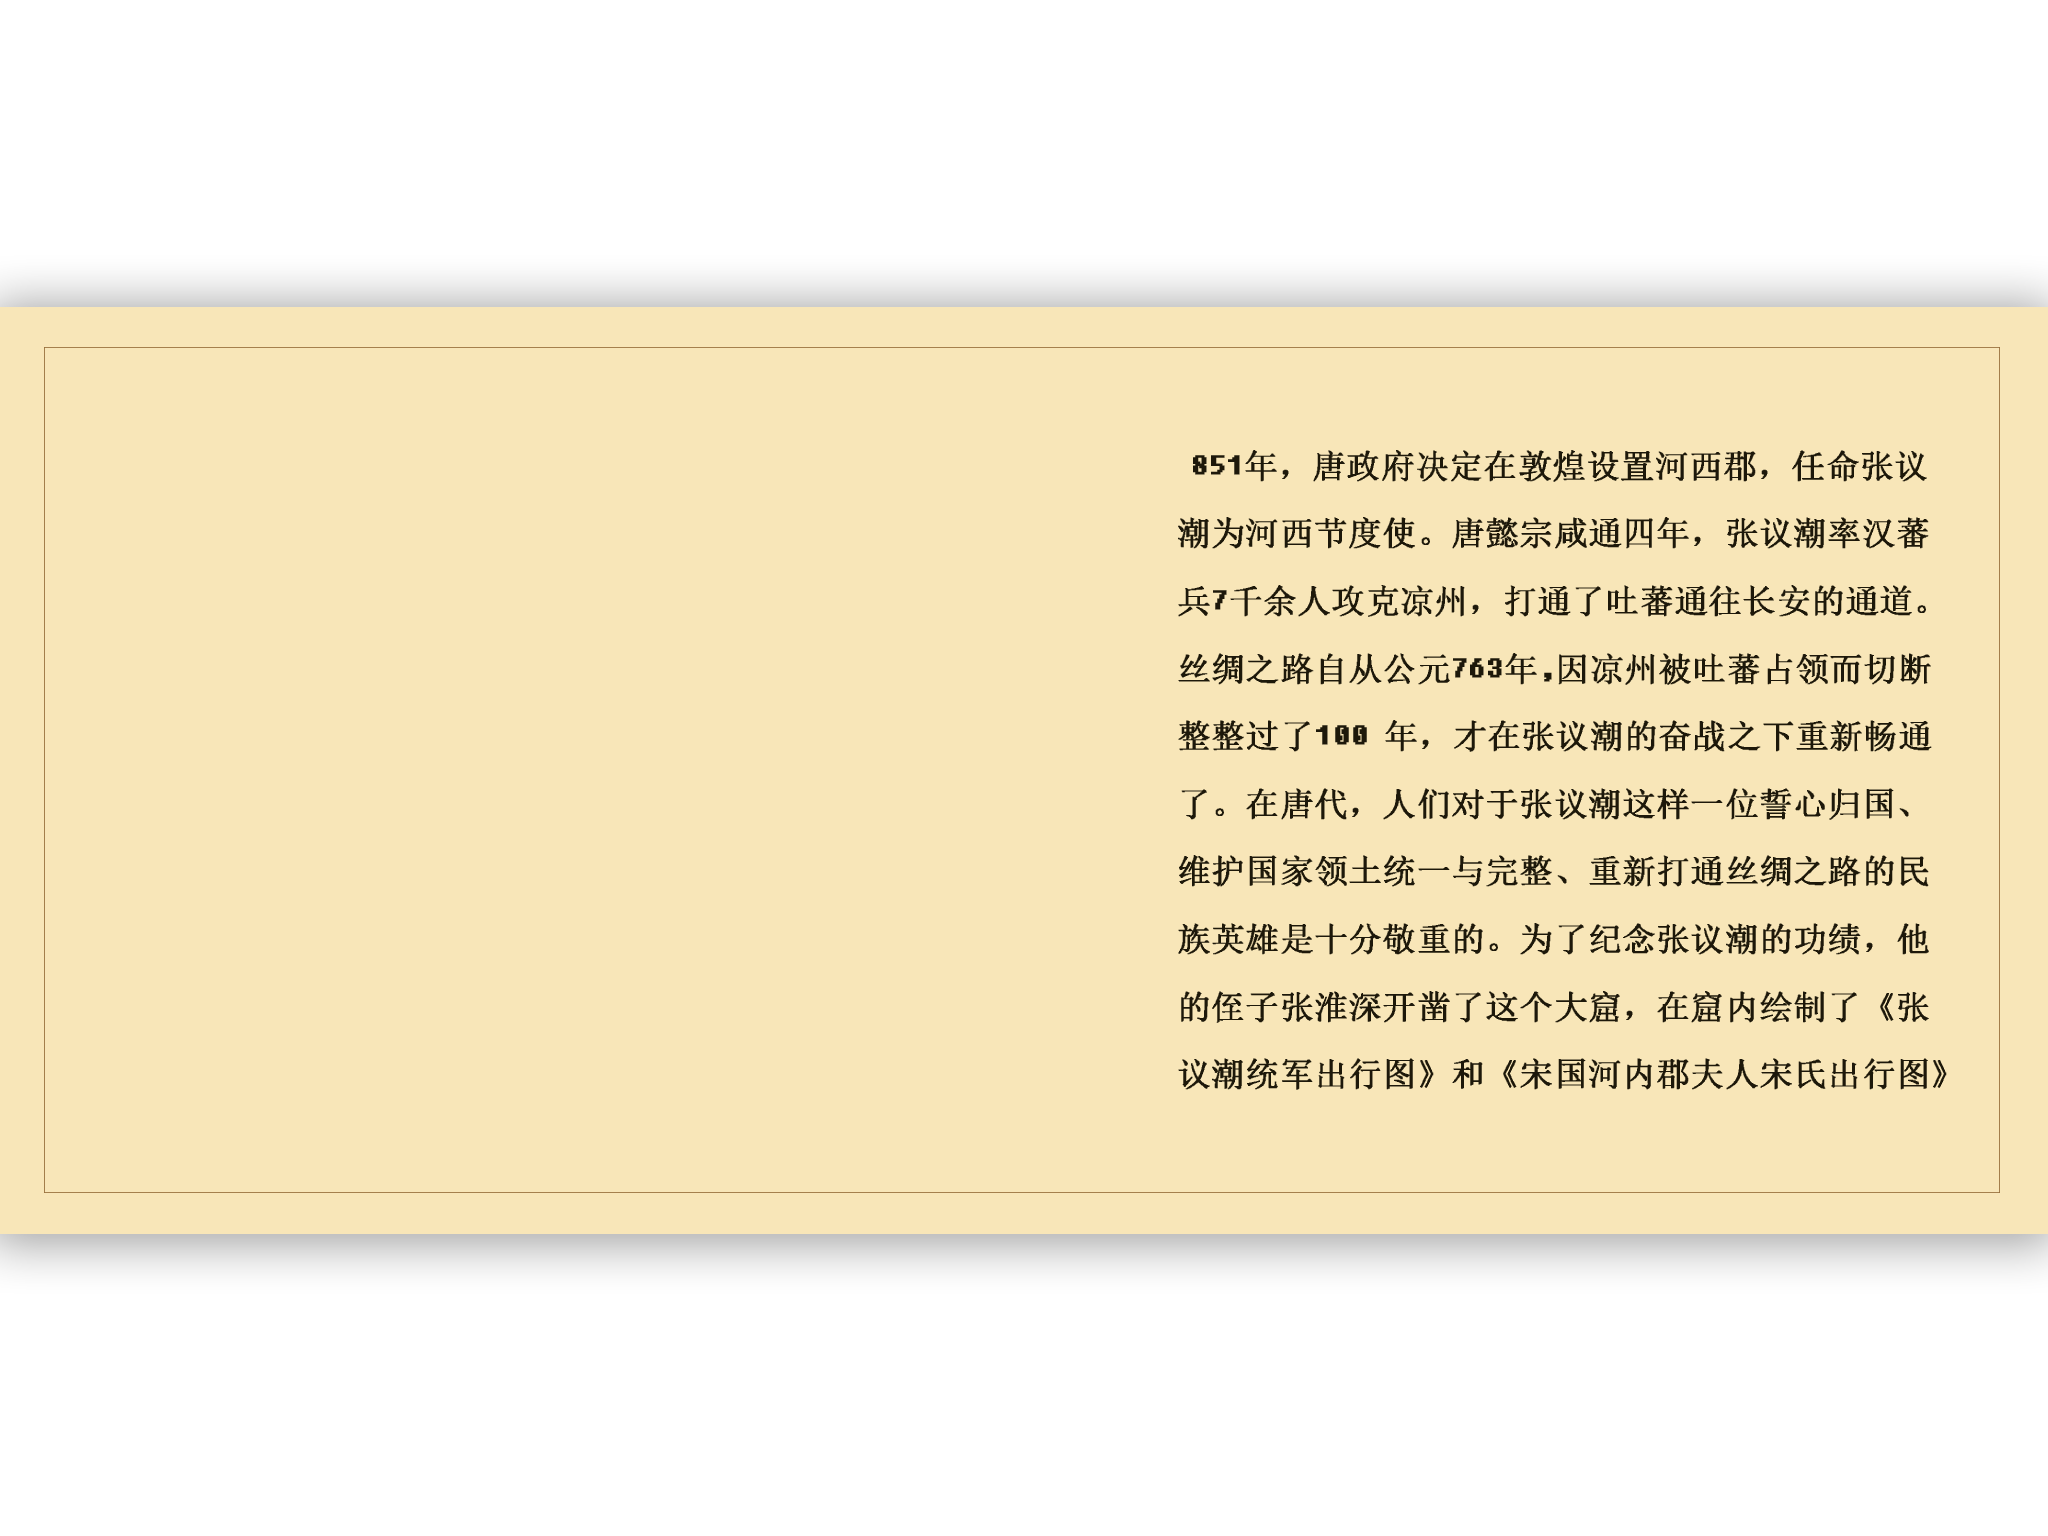 851年，唐政府决定在敦煌设置河西郡，任命张议
潮为河西节度使。唐懿宗咸通四年，张议潮率汉蕃
兵7千余人攻克凉州，打通了吐蕃通往长安的通道。
丝绸之路自从公元763年,因凉州被吐蕃占领而切断
整整过了100 年，才在张议潮的奋战之下重新畅通
了。在唐代，人们对于张议潮这样一位誓心归国、
维护国家领土统一与完整、重新打通丝绸之路的民
族英雄是十分敬重的。为了纪念张议潮的功绩，他
的侄子张淮深开凿了这个大窟，在窟内绘制了《张
议潮统军出行图》和《宋国河内郡夫人宋氏出行图》